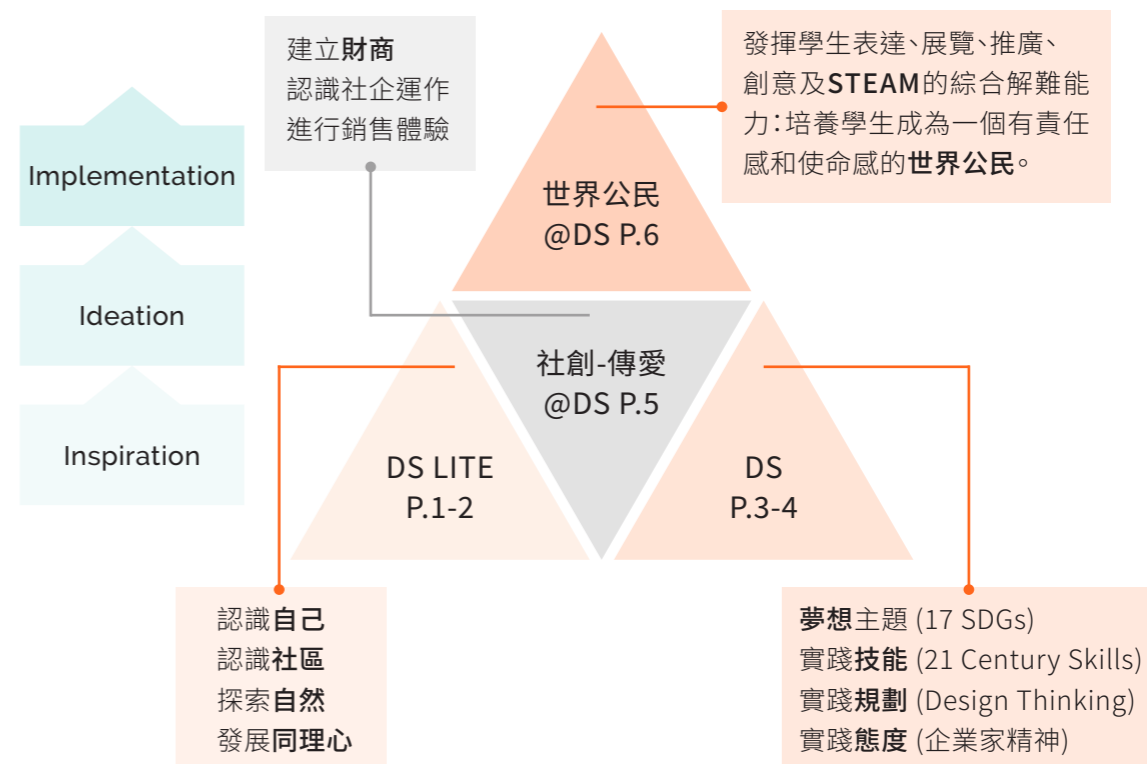 建立財商
認識社企運作
進行銷售體驗
發揮學生表達、展覽、推廣、
創意及STEAM的綜合解難能
力：培養學生成為一個有責任
感和使命感的世界公民。
Implementation
Ideation
Inspiration
世界公民
@DS P.6
社創-傳愛
@DS P.5
DS LITE
P.1-2
DS
P.3-4
認識自己
認識社區
探索自然
發展同理心
夢想主題 (17 SDGs)
實踐技能 (21 Century Skills)
實踐規劃 (Design Thinking)
實踐態度 (企業家精神)